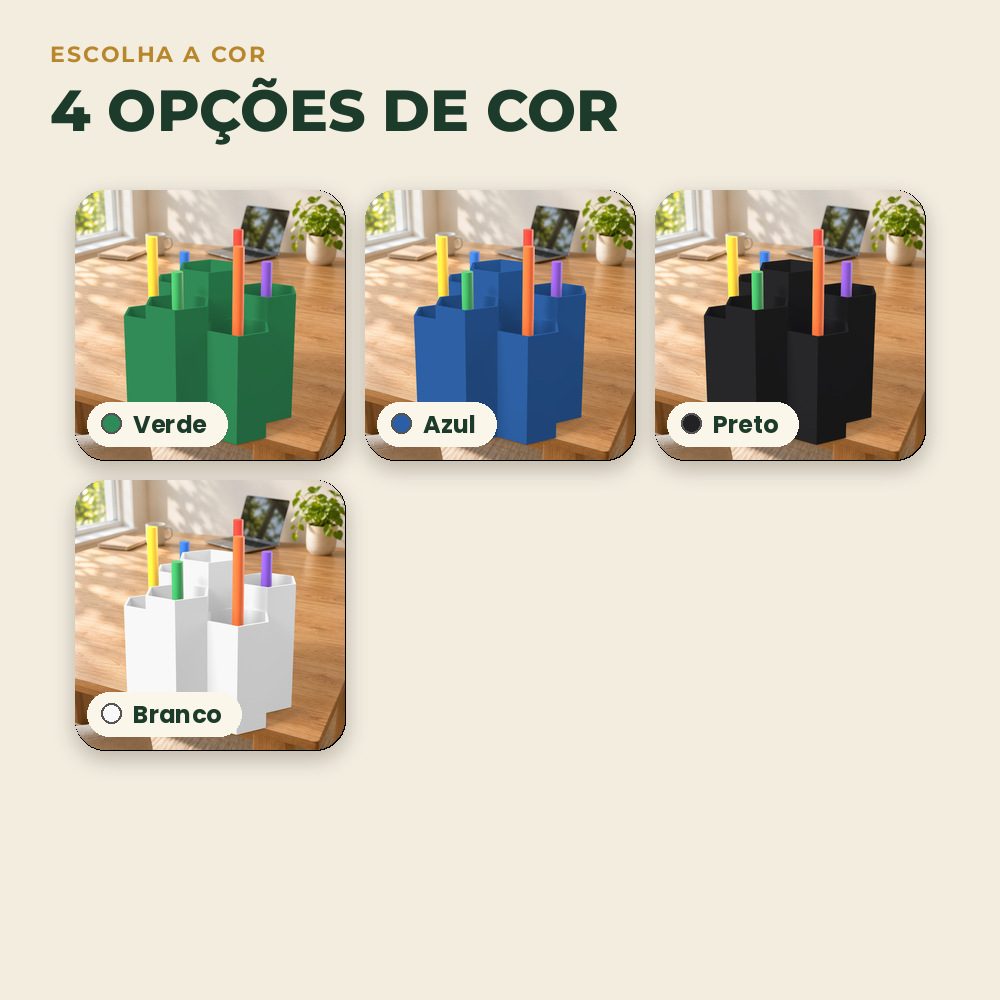 ESCOLHA A COR
4 OPÇÕES DE COR
Verde
Azul
Preto
Branco